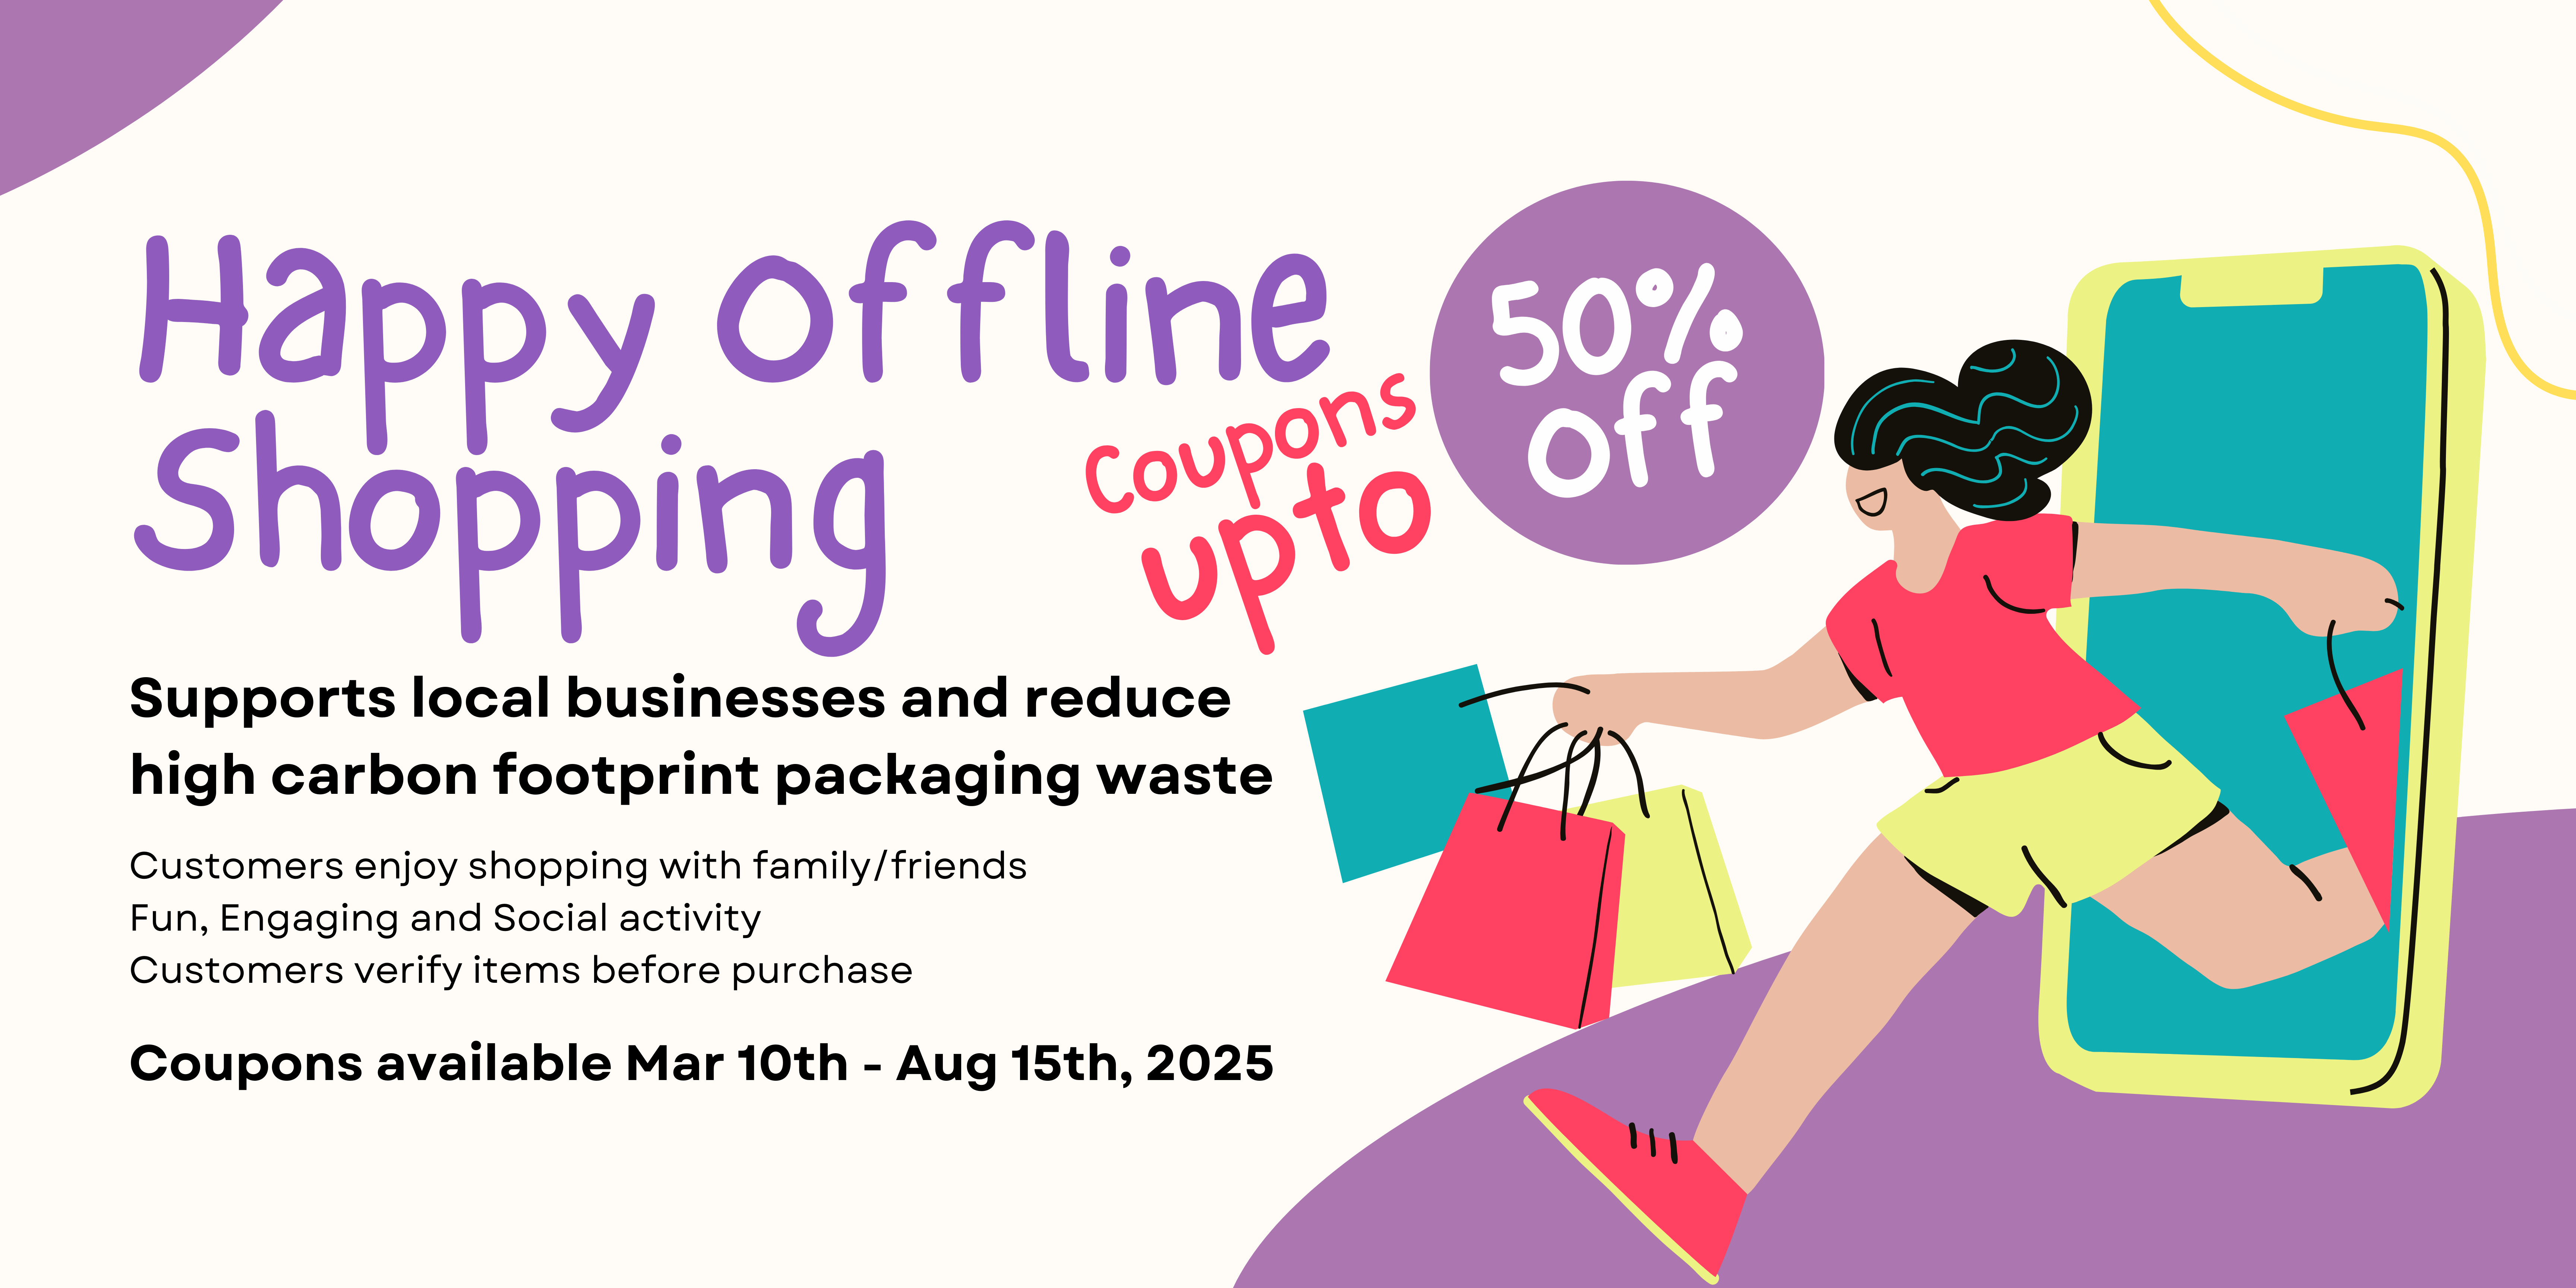 Happy Offline
Shopping
Coupons
upto
50%
Off
Supports local businesses and reduce
high carbon footprint packaging waste
Customers enjoy shopping with family/friends
Fun, Engaging and Social activity
Customers verify items before purchase
Coupons available Mar 10th - Aug 15th, 2025